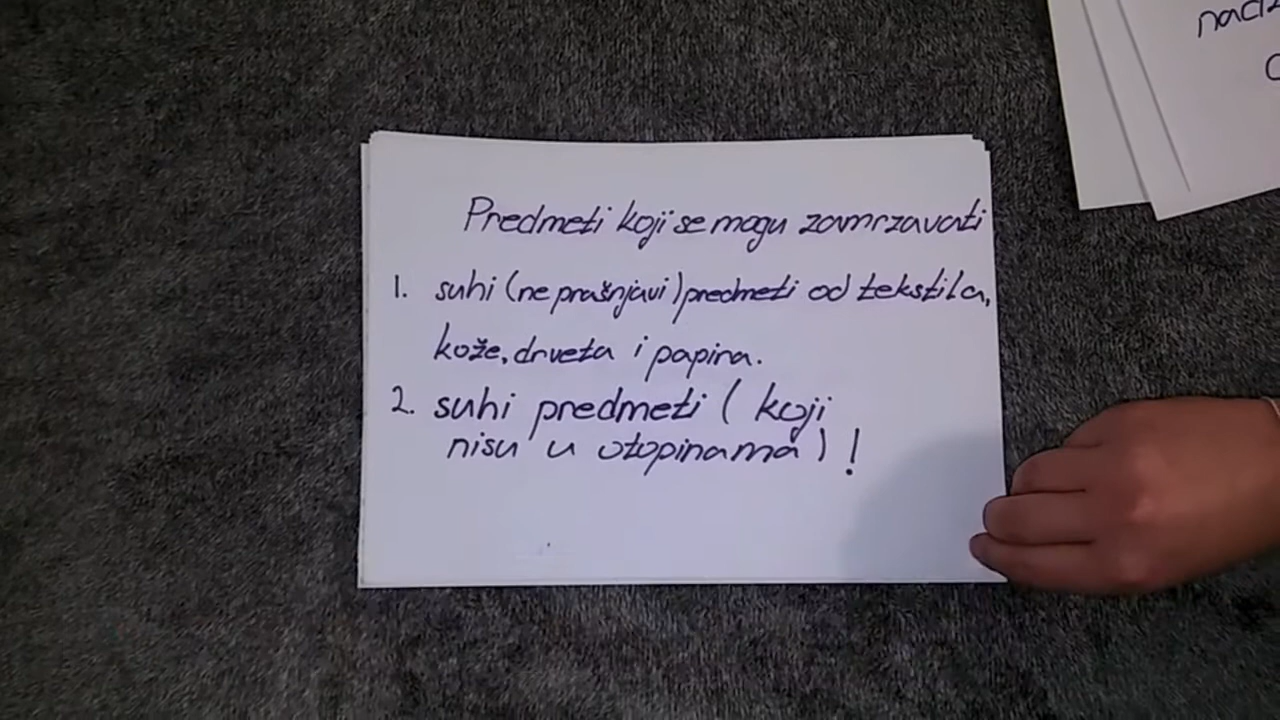 Predmeti koji se mogu zamrzavati
1. suhi (ne prašnjavi) predmeti od tekstila,
kože, drveta i papira.
2. suhi predmeti ( koji
nisu u otopinama ) !